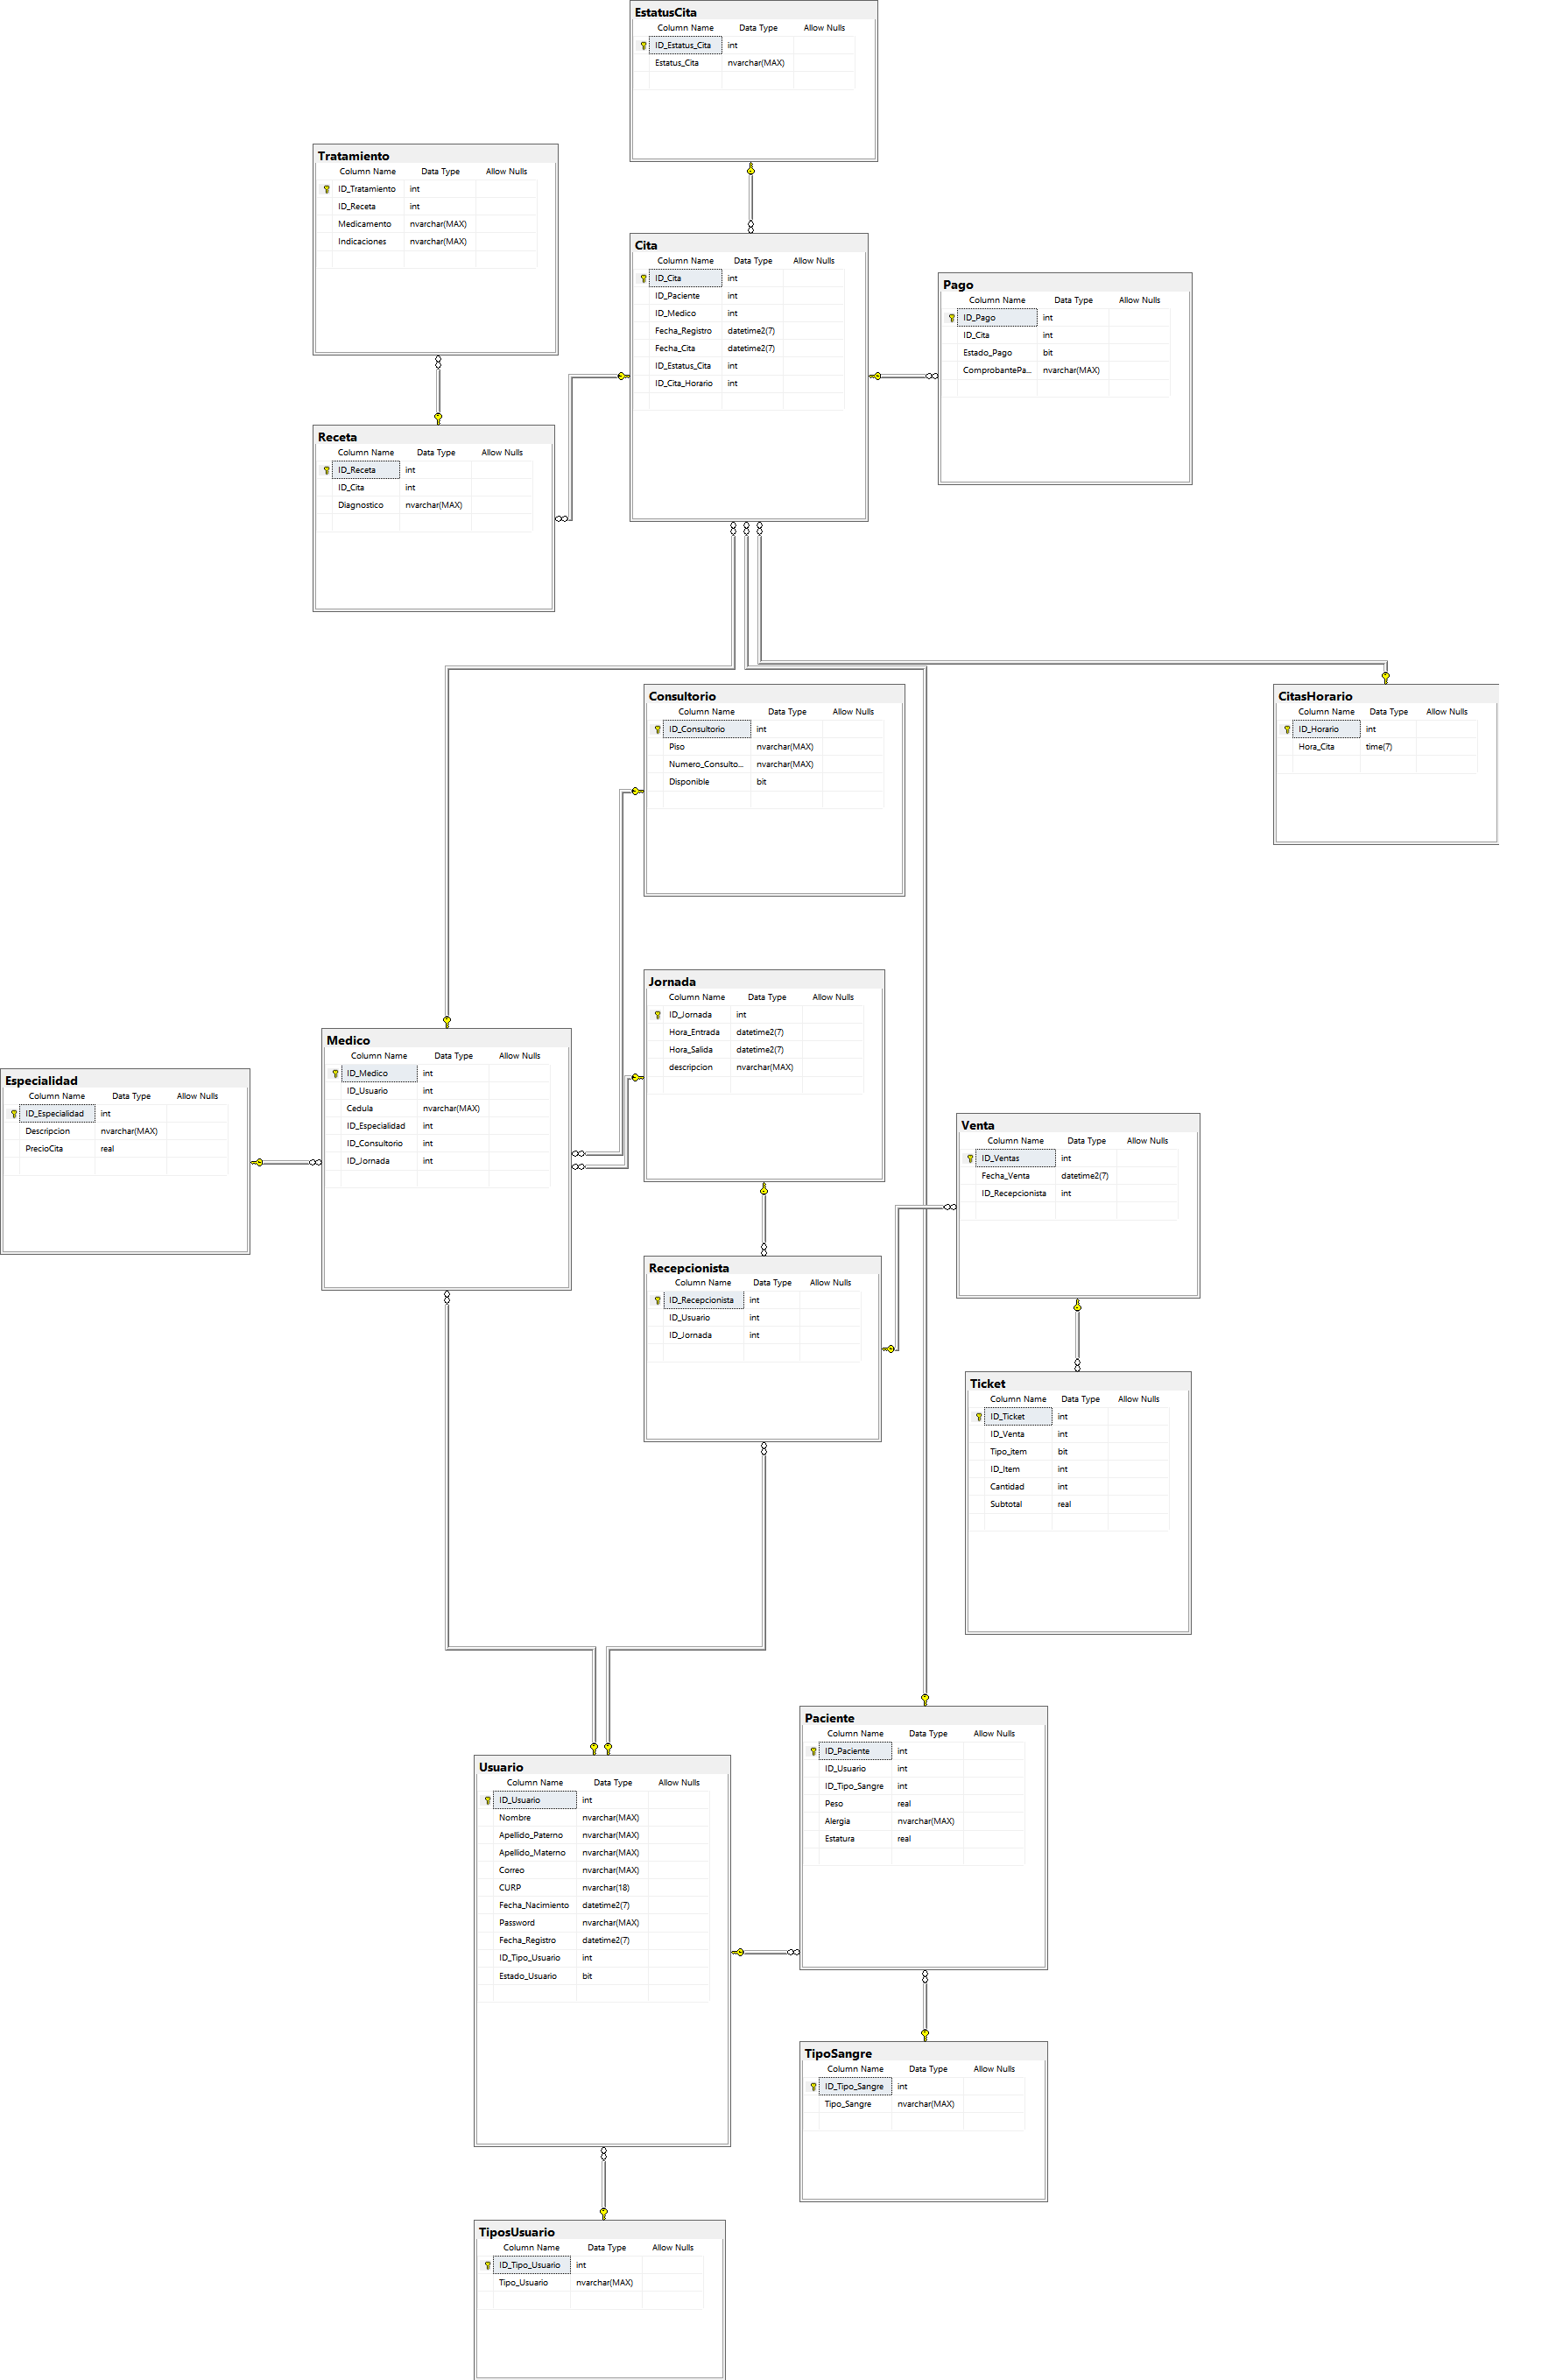 EstatusCita
Column Name Data Type Allow Nulls
ID_Estatus_Cita int
Estatus_Cita nvarchar(MAX)
Tratamiento
Column Name Data Type Allow Nulls
ID_Tratamiento int
ID_Receta int
Medicamento nvarchar(MAX)
Indicaciones nvarchar(MAX)
Cita
Column Name Data Type Allow Nulls
ID_Cita int
ID_Paciente int
ID_Medico int
Fecha_Registro datetime2(7)
Fecha_Cita datetime2(7)
ID_Estatus_Cita int
ID_Cita_Horario int
Pago
Column Name Data Type Allow Nulls
ID_Pago int
ID_Cita int
Estado_Pago bit
ComprobantePa... nvarchar(MAX)
Receta
Column Name Data Type Allow Nulls
ID_Receta int
ID_Cita int
Diagnostico nvarchar(MAX)
Consultorio
Column Name Data Type Allow Nulls
ID_Consultorio int
Piso nvarchar(MAX)
Numero_Consulto... nvarchar(MAX)
Disponible bit
CitasHorario
Column Name Data Type Allow Nulls
ID_Horario int
Hora_Cita time(7)
Jornada
Column Name Data Type Allow Nulls
ID_Jornada int
Hora_Entrada datetime2(7)
Hora_Salida datetime2(7)
descripcion nvarchar(MAX)
Medico
Column Name Data Type Allow Nulls
ID_Medico int
ID_Usuario int
Cedula nvarchar(MAX)
ID_Especialidad int
ID_Consultorio int
ID_Jornada int
Especialidad
Column Name Data Type Allow Nulls
ID_Especialidad int
Descripcion nvarchar(MAX)
PrecioCita real
Venta
Column Name Data Type Allow Nulls
ID_Ventas int
Fecha_Venta datetime2(7)
ID_Recepcionista int
Recepcionista
Column Name Data Type Allow Nulls
ID_Recepcionista int
ID_Usuario int
ID_Jornada int
Ticket
Column Name Data Type Allow Nulls
ID_Ticket int
ID_Venta int
Tipo_item bit
ID_Item int
Cantidad int
Subtotal real
Paciente
Column Name Data Type Allow Nulls
ID_Paciente int
ID_Usuario int
ID_Tipo_Sangre int
Peso real
Alergia nvarchar(MAX)
Estatura real
Usuario
Column Name Data Type Allow Nulls
ID_Usuario int
Nombre nvarchar(MAX)
Apellido_Paterno nvarchar(MAX)
Apellido_Materno nvarchar(MAX)
Correo nvarchar(MAX)
CURP nvarchar(18)
Fecha_Nacimiento datetime2(7)
Password nvarchar(MAX)
Fecha_Registro datetime2(7)
ID_Tipo_Usuario int
Estado_Usuario bit
TipoSangre
Column Name Data Type Allow Nulls
ID_Tipo_Sangre int
Tipo_Sangre nvarchar(MAX)
TiposUsuario
Column Name Data Type Allow Nulls
ID_Tipo_Usuario int
Tipo_Usuario nvarchar(MAX)